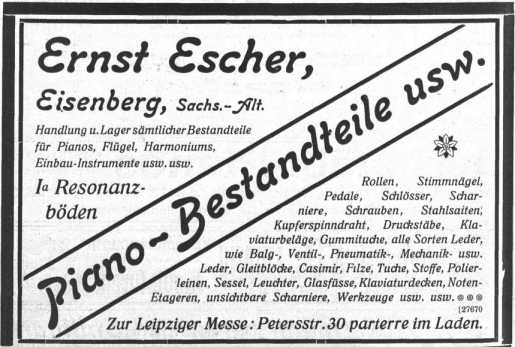 Ernst Escher,
Eisenberg, Sachs.-Alt.
Handlung u. Lager sämtlicher Bestandteile
für Pianos, Flügel, Harmoniums,
Einbau-Instrumente usw. usw.
Ia Resonanz-
böden
Piano-Bestandteile usw.
Rollen, Stimmnägel,
Pedale, Schlösser, Schar-
niere, Schrauben, Stahlsaiten,
Kupferspinndraht, Druckstäbe, Kla-
viaturbeläge, Gummituche, alle Sorten Leder,
wie Balg-, Ventil-, Pneumatik-, Mechanik- usw.
Leder, Gleitblöcke, Casimir, Filze, Tuche, Stoffe, Polier-
leinen, Sessel, Leuchter, Glasfüsse, Klaviaturdecken, Noten-
Etageren, unsichtbare Scharniere, Werkzeuge usw. usw.
[27670
Zur Leipziger Messe: Petersstr. 30 parterre im Laden.